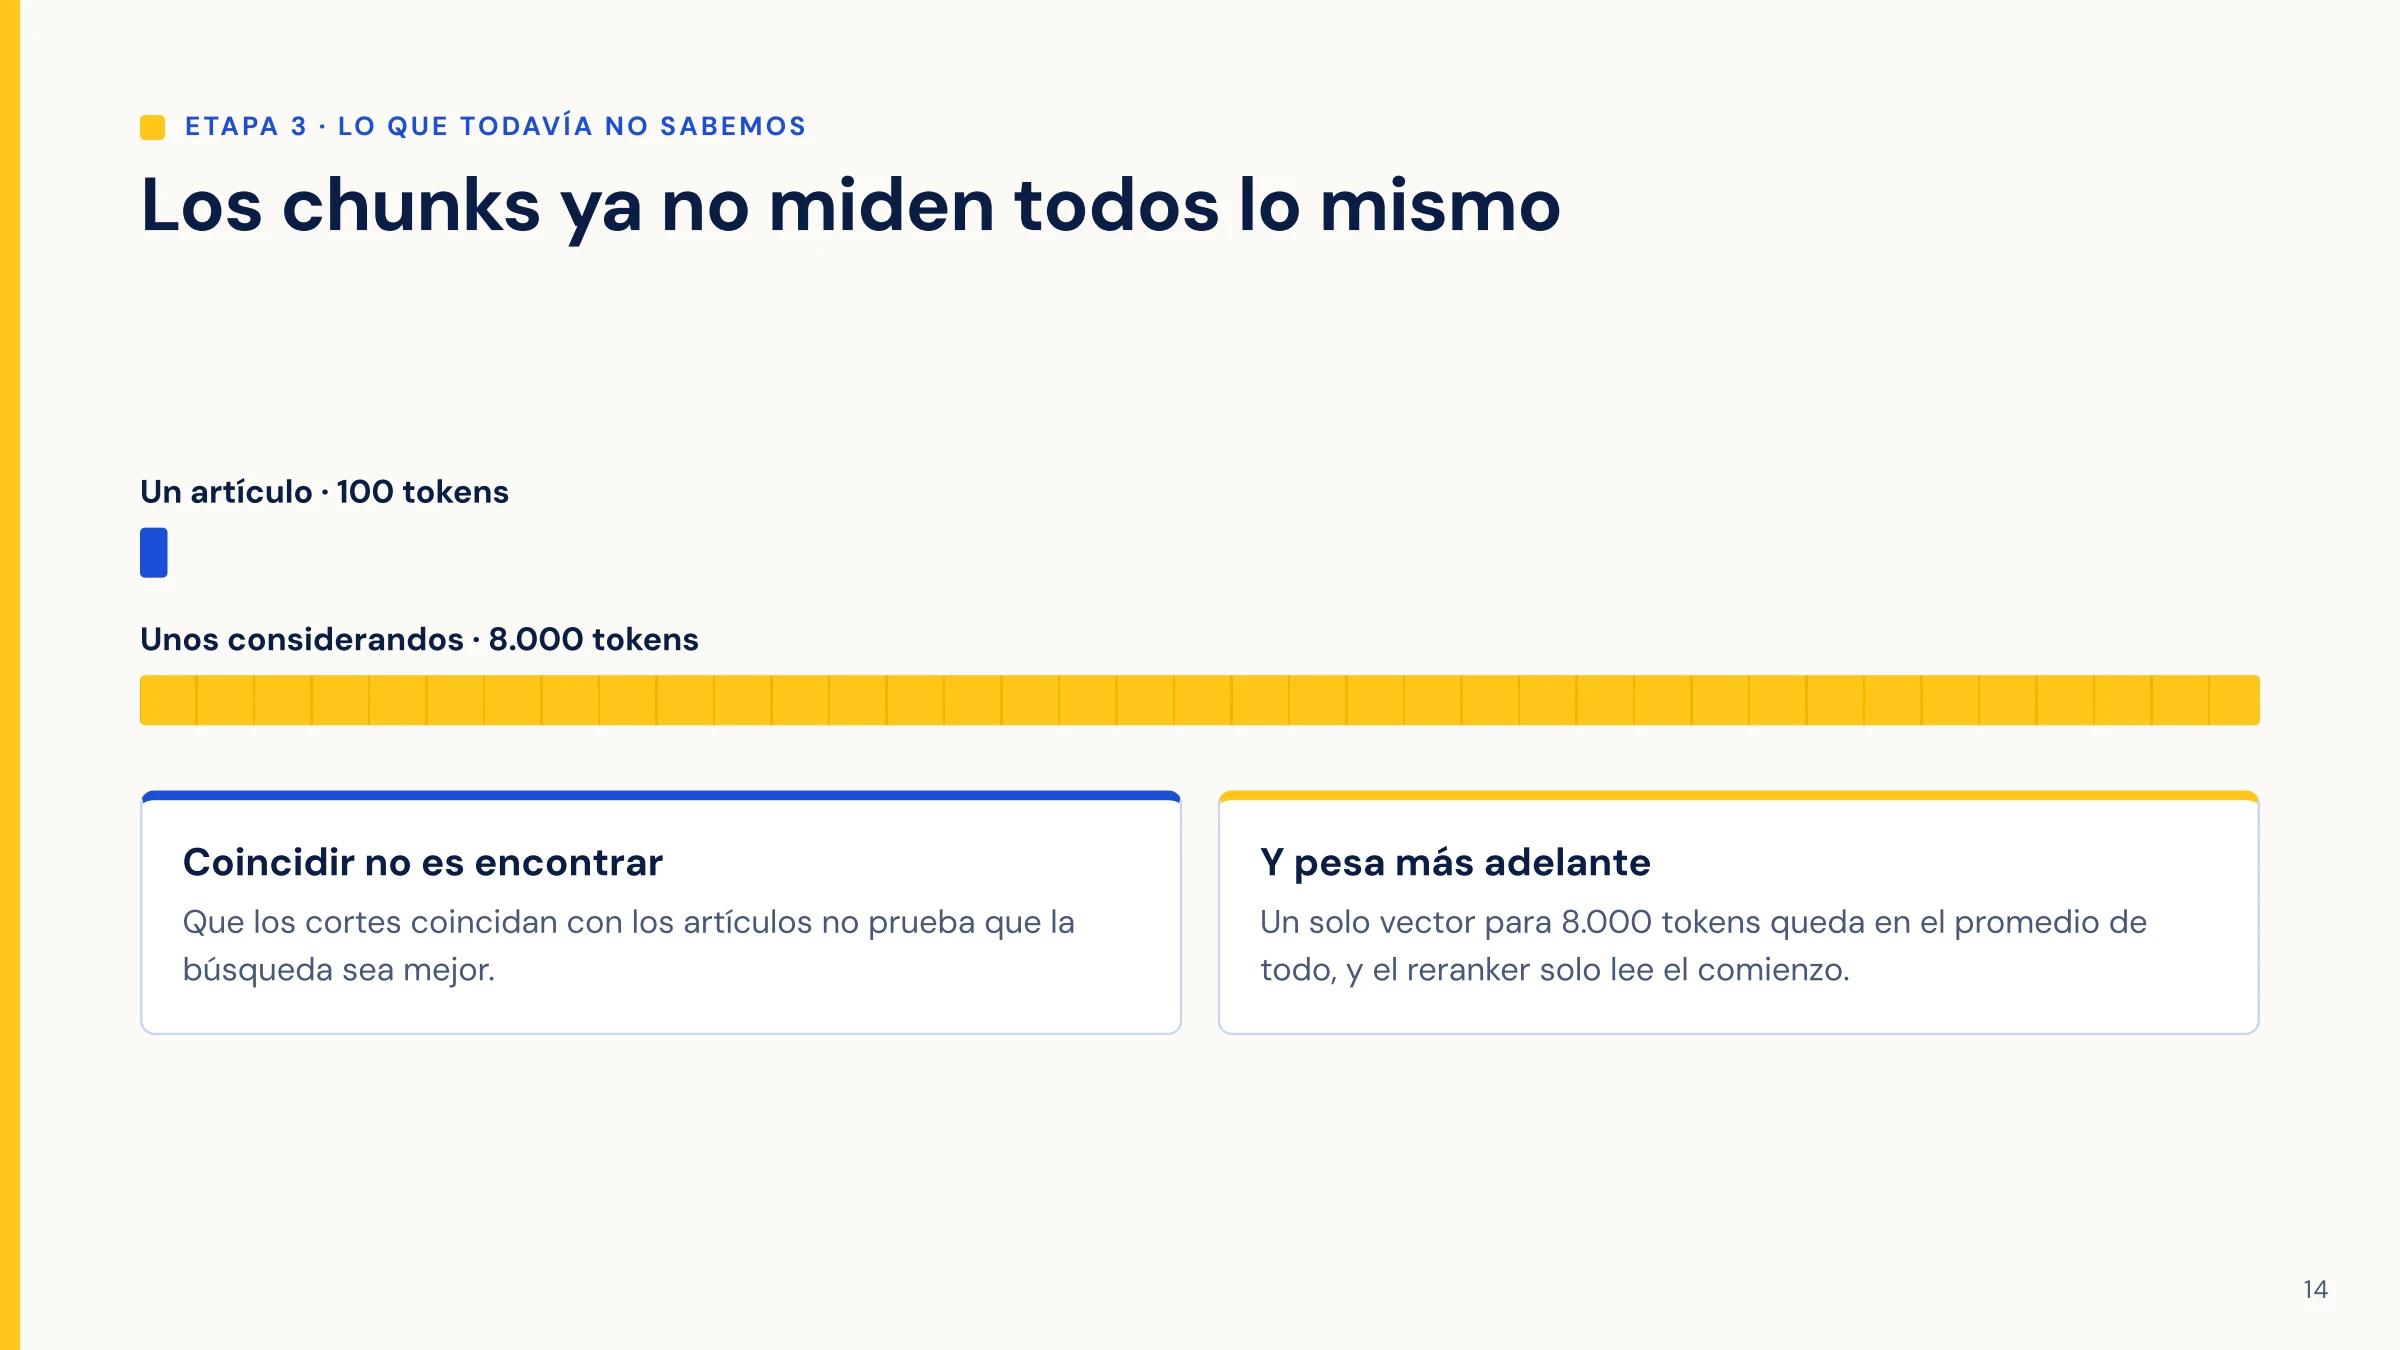 ETAPA 3 · LO QUE TODAVÍA NO SABEMOS
Los chunks ya no miden todos lo mismo
Un artículo · 100 tokens
Unos considerandos · 8.000 tokens
Coincidir no es encontrar
Que los cortes coincidan con los artículos no prueba que la
búsqueda sea mejor.
Y pesa más adelante
Un solo vector para 8.000 tokens queda en el promedio de
todo, y el reranker solo lee el comienzo.
14